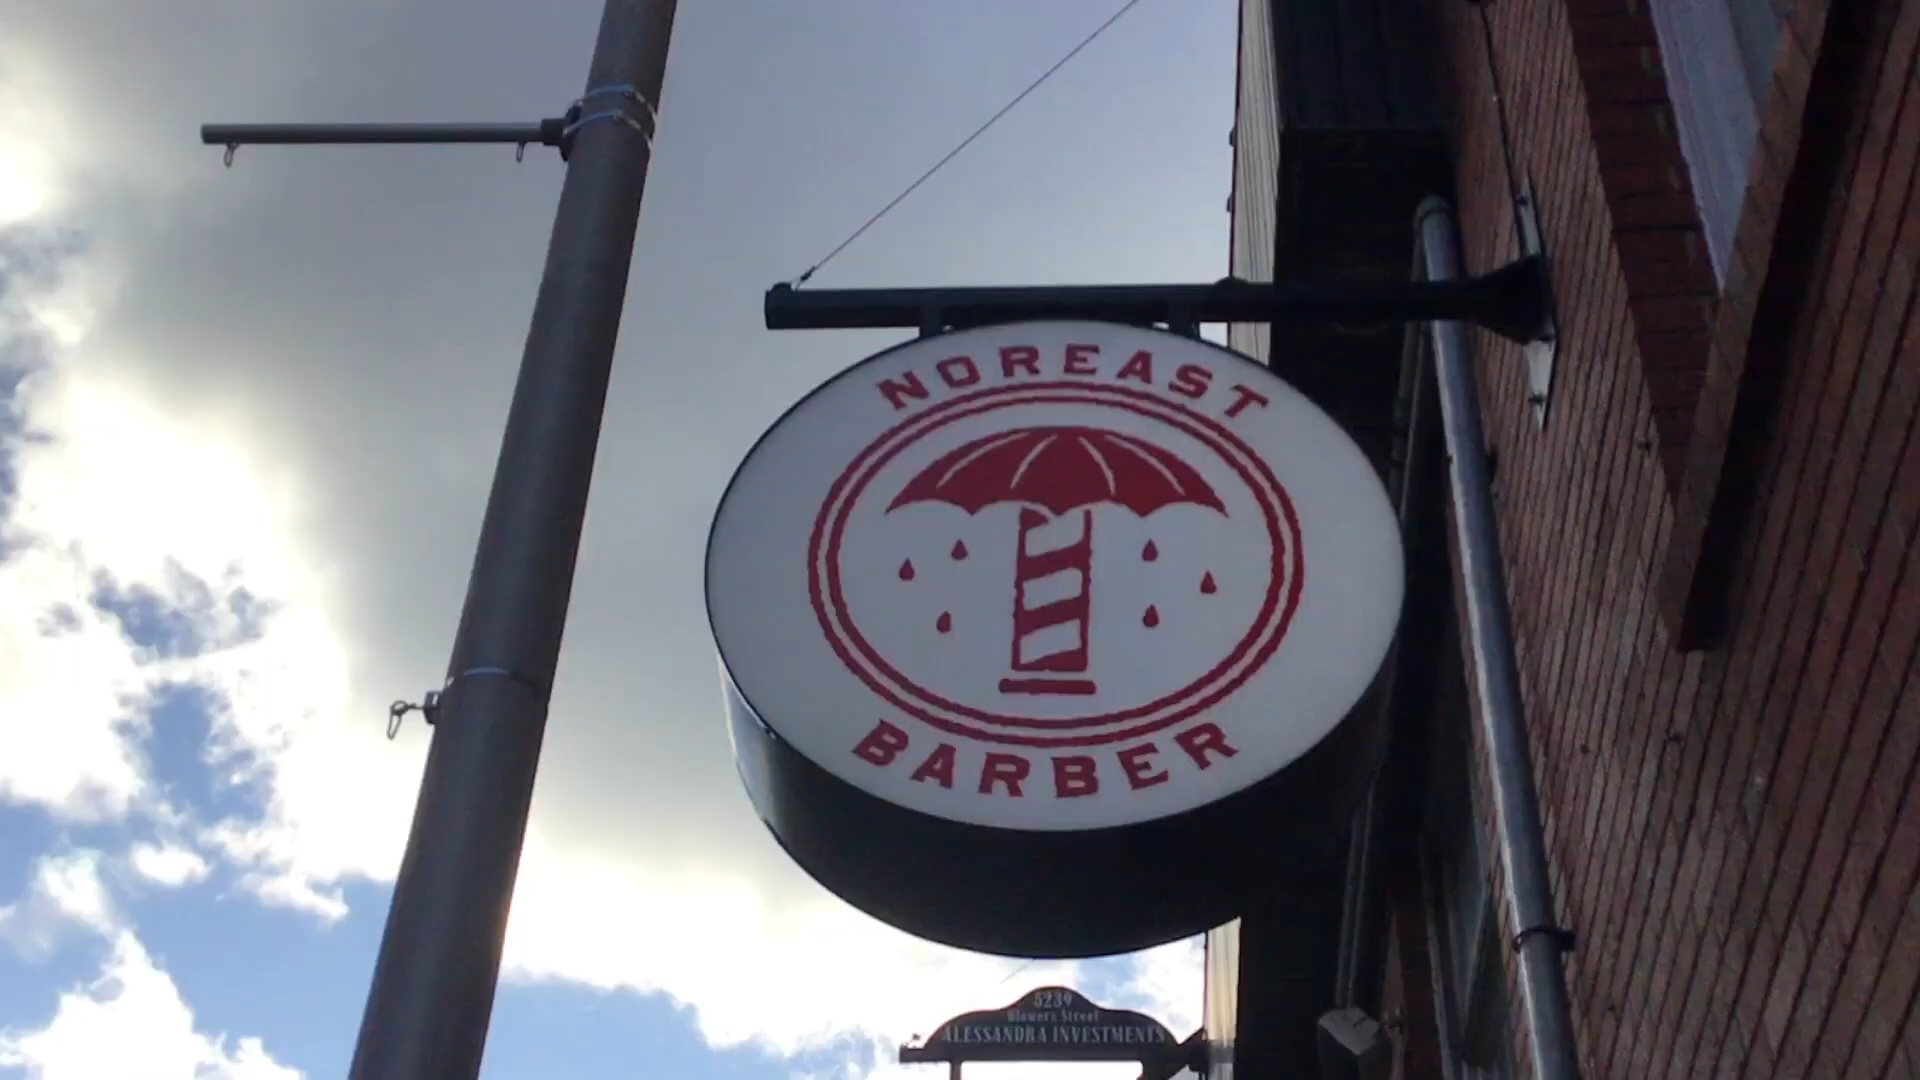 NOREAST
BARBER
5239
Blowers Street
ALESSANDRA INVESTMENTS